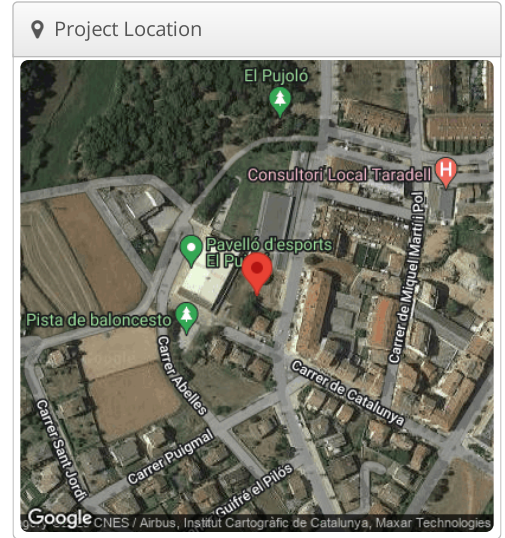 Project Location
El Pujoló
Consultori Local Taradell
H
Carrer de Miquel Martí i Pol
Pavelló d'esports
El Pu
Pista de baloncesto
Carrer Abelles
Carrer de Catalunya
Carrer Sant Jordi
Carrer Puigmal
Guifré el Pilós
Google
CNES / Airbus, Institut Cartogràfic de Catalunya, Maxar Technologies